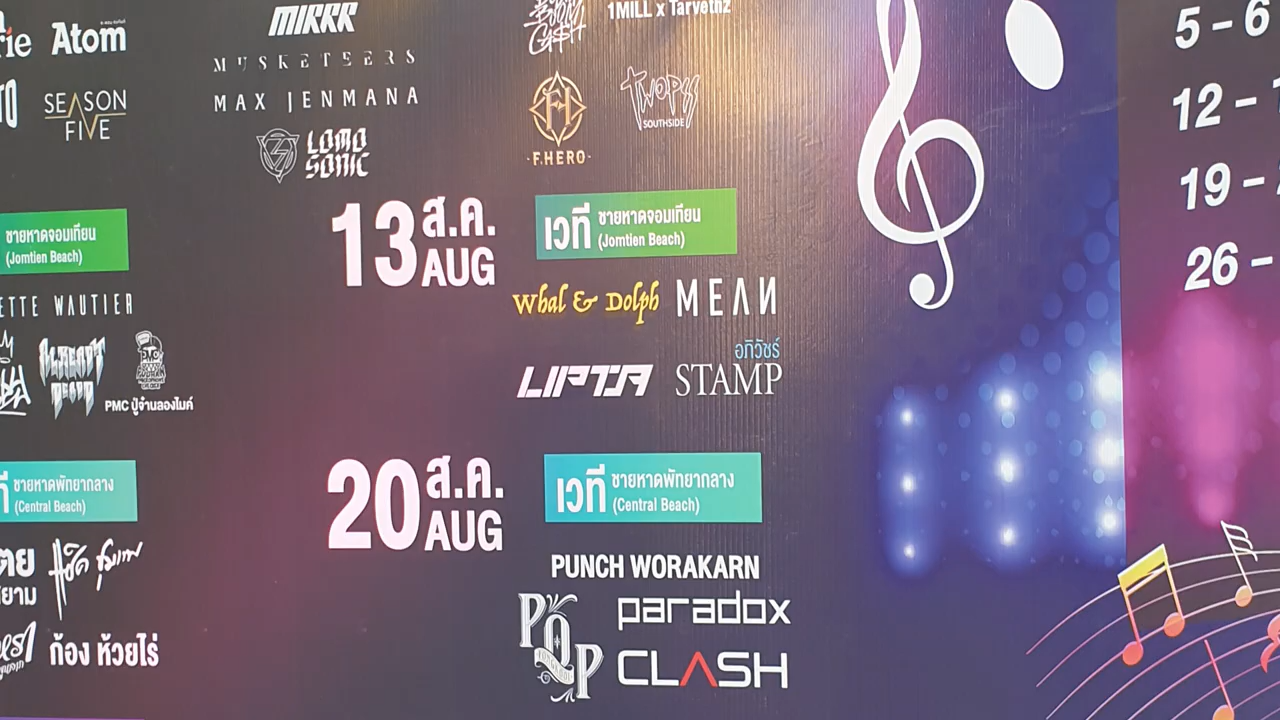 Atom
SEASON
FIVE
MIRRR
MUSKETEERS
MAX JENMANA
LOMO
SONIC
1MILL x Tarvethz
F.HERO
TWOPEE
SOUTHSIDE
ชายหาดจอมเทียน
(Jomtien Beach)
WAUTIER
ALREADY
DEAD
PMC ปู่จ๋านลองไมค์
13 ส.ค.
AUG
เวที ชายหาดจอมเทียน
(Jomtien Beach)
Whal & Dolph MEAN
LIPTA อภิวัชร์
STAMP
ชายหาดพัทยากลาง
(Central Beach)
ก้อง ห้วยไร่
20 ส.ค.
AUG
เวที ชายหาดพัทยากลาง
(Central Beach)
PUNCH WORAKARN
POP
paradox
CLASH
5 - 6
12 -
19 -
26 -